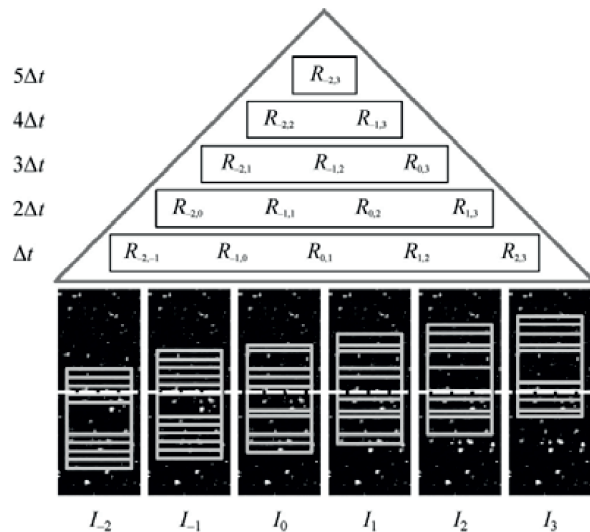 5Δt R₋₂,₃
4Δt R₋₂,₂ R₋₁,₃
3Δt R₋₂,₁ R₋₁,₂ R₀,₃
2Δt R₋₂,₀ R₋₁,₁ R₀,₂ R₁,₃
Δt R₋₂,₋₁ R₋₁,₀ R₀,₁ R₁,₂ R₂,₃
I₋₂ I₋₁ I₀ I₁ I₂ I₃